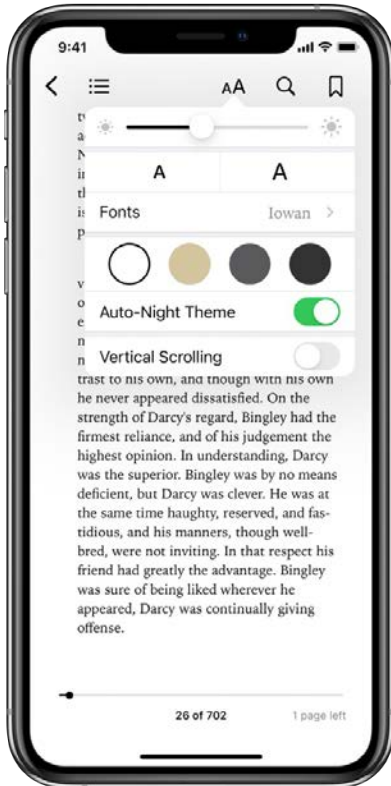 9:41
AA
A A
Fonts Iowan
Auto-Night Theme
Vertical Scrolling
trast to his own, and though with his own
he never appeared dissatisfied. On the
strength of Darcy's regard, Bingley had the
firmest reliance, and of his judgement the
highest opinion. In understanding, Darcy
was the superior. Bingley was by no means
deficient, but Darcy was clever. He was at
the same time haughty, reserved, and fas-
tidious, and his manners, though well-
bred, were not inviting. In that respect his
friend had greatly the advantage. Bingley
was sure of being liked wherever he
appeared, Darcy was continually giving
offense.
26 of 702 1 page left